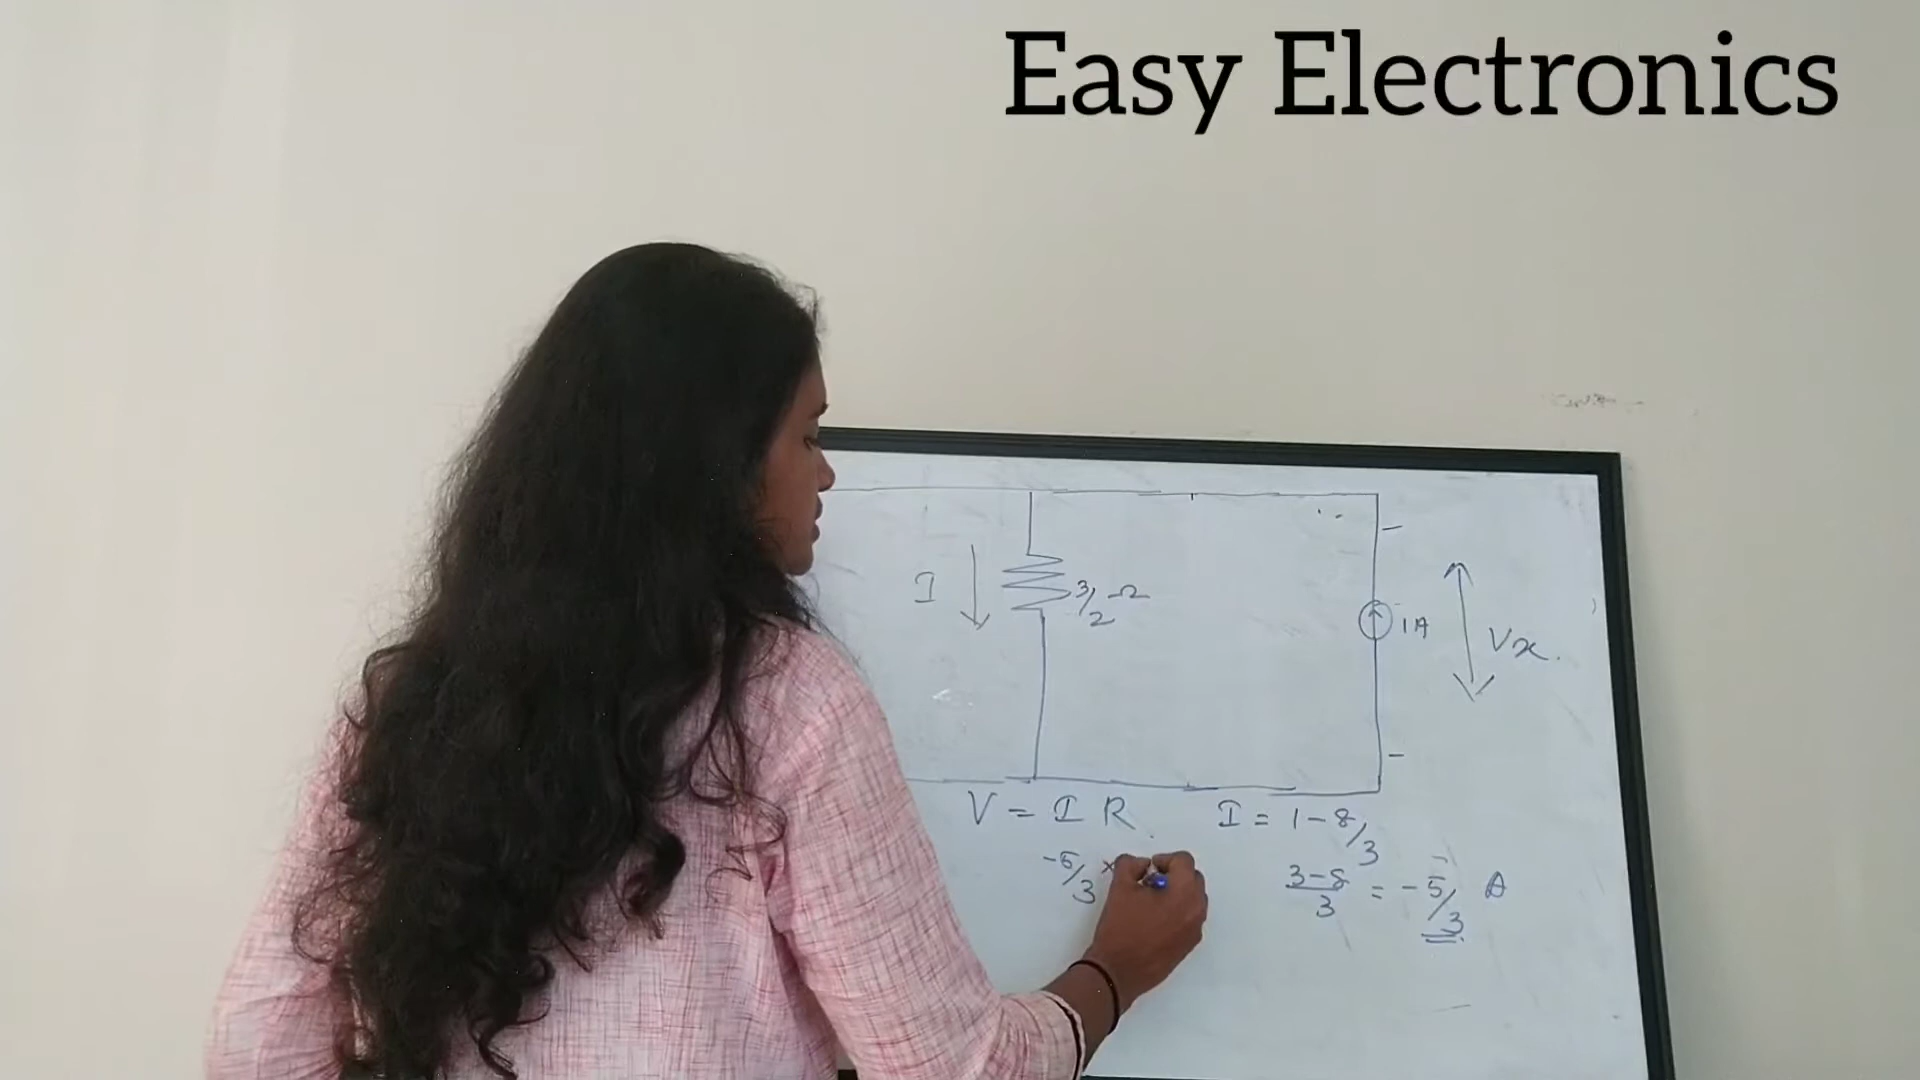 Easy Electronics
I
3/2 Ω
1A
Vx.
V = I R
I = 1 - 8/3
-5/3 ×
3-8/3 = -5/3 A